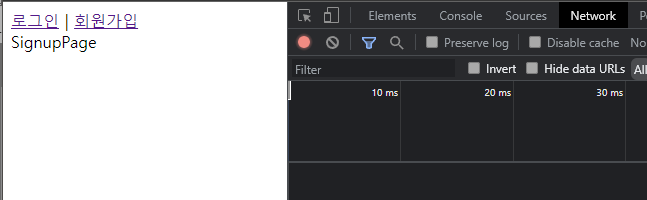 로그인 | 회원가입
SignupPage
Elements Console Sources Network
Preserve log Disable cache
Filter Invert Hide data URLs All
10 ms 20 ms 30 ms